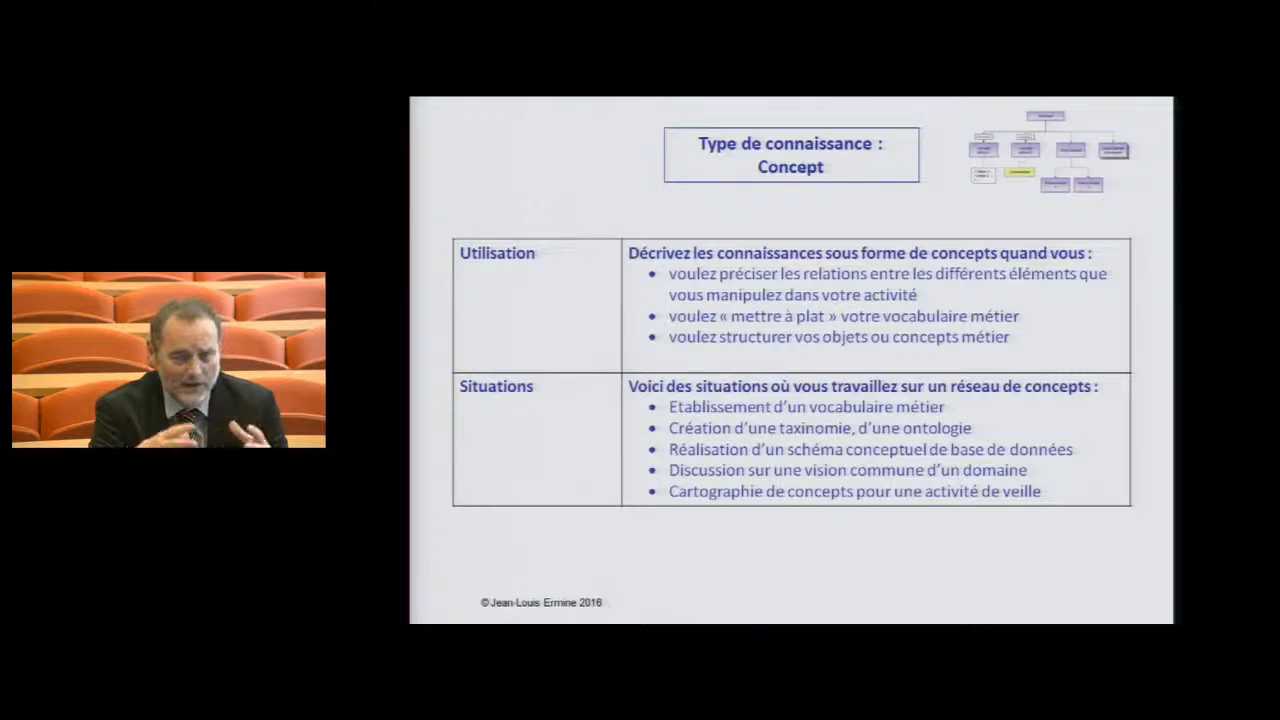 Type de connaissance :
Concept
Utilisation
Décrivez les connaissances sous forme de concepts quand vous :
• voulez préciser les relations entre les différents éléments que
vous manipulez dans votre activité
• voulez « mettre à plat » votre vocabulaire métier
• voulez structurer vos objets ou concepts métier
Situations
Voici des situations où vous travaillez sur un réseau de concepts :
• Etablissement d'un vocabulaire métier
• Création d'une taxinomie, d'une ontologie
• Réalisation d'un schéma conceptuel de base de données
• Discussion sur une vision commune d'un domaine
• Cartographie de concepts pour une activité de veille
© Jean-Louis Ermine 2016